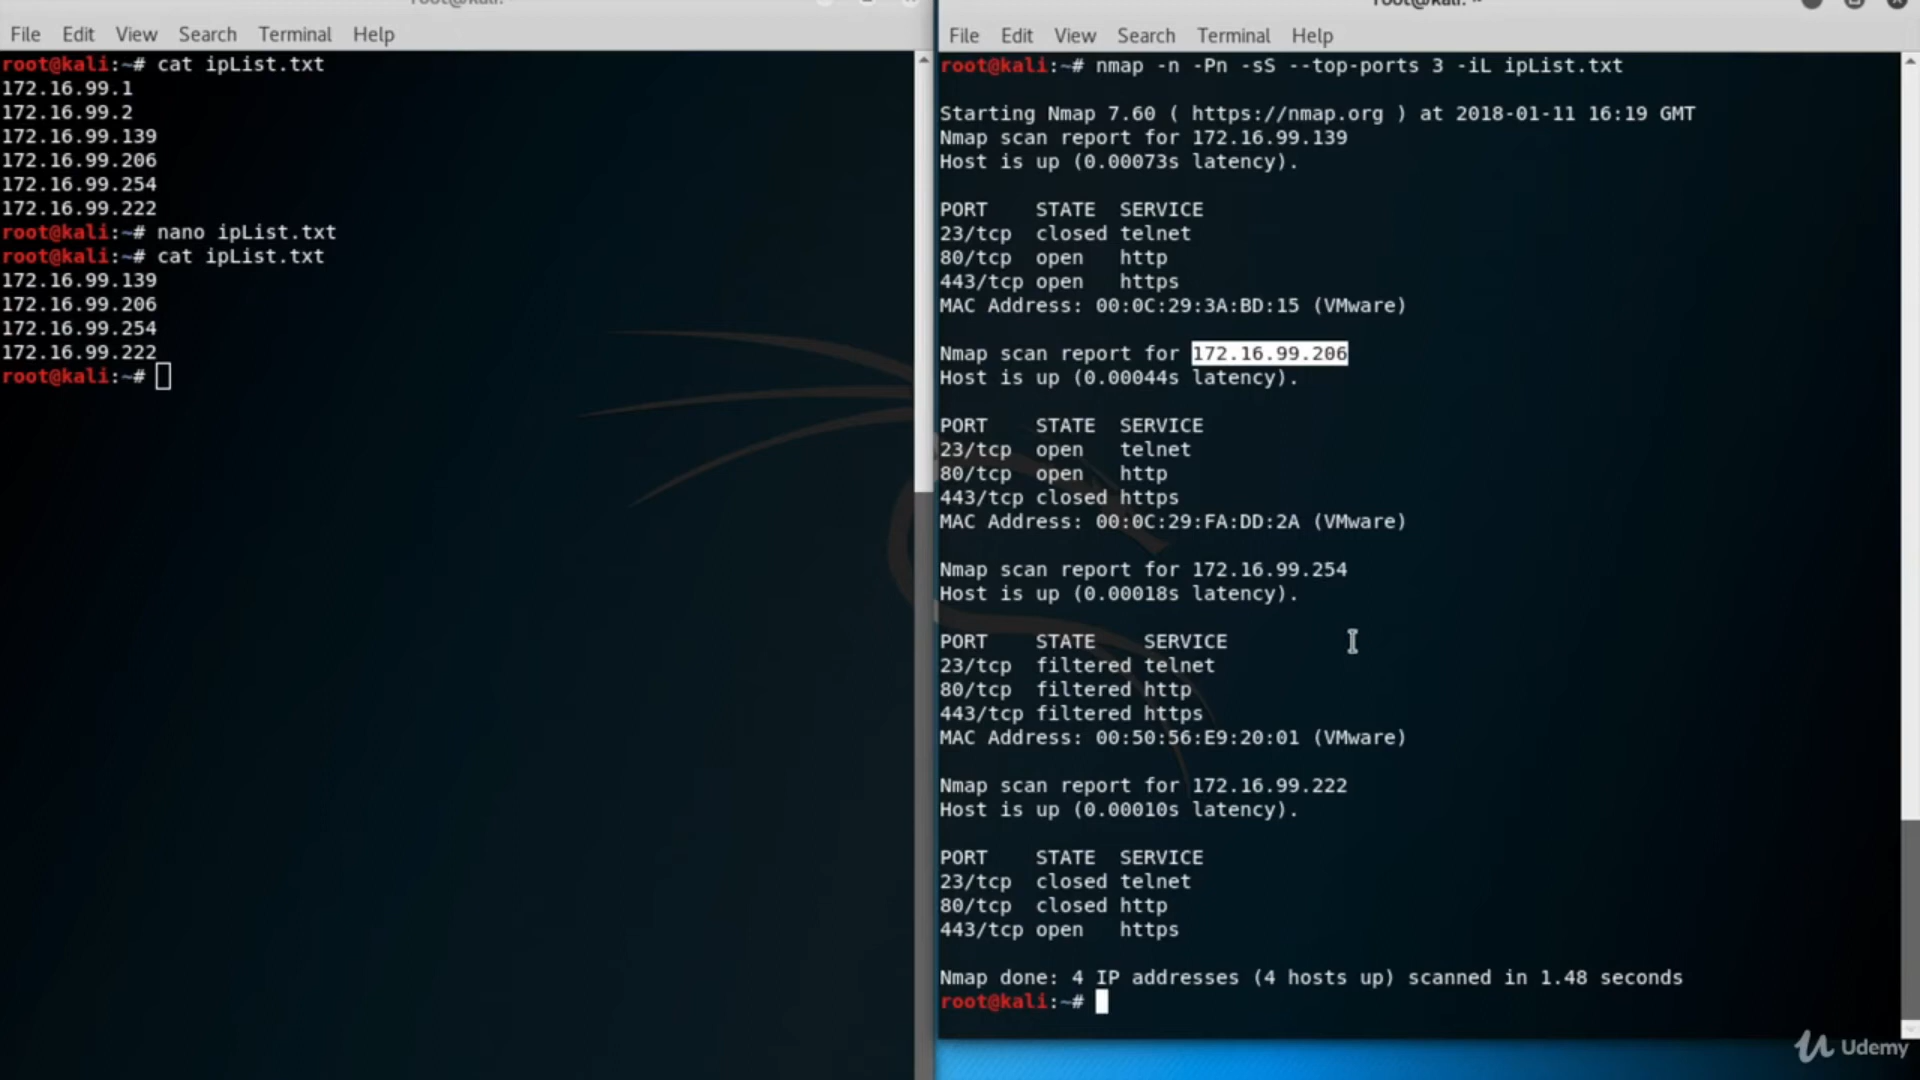 File Edit View Search Terminal Help
root@kali:~# cat ipList.txt
172.16.99.1
172.16.99.2
172.16.99.139
172.16.99.206
172.16.99.254
172.16.99.222
root@kali:~# nano ipList.txt
root@kali:~# cat ipList.txt
172.16.99.139
172.16.99.206
172.16.99.254
172.16.99.222
root@kali:~#
root@kali: ~
File Edit View Search Terminal Help
root@kali:~# nmap -n -Pn -sS --top-ports 3 -iL ipList.txt
Starting Nmap 7.60 ( https://nmap.org ) at 2018-01-11 16:19 GMT
Nmap scan report for 172.16.99.139
Host is up (0.00073s latency).
PORT STATE SERVICE
23/tcp closed telnet
80/tcp open http
443/tcp open https
MAC Address: 00:0C:29:3A:BD:15 (VMware)
Nmap scan report for 172.16.99.206
Host is up (0.00044s latency).
PORT STATE SERVICE
23/tcp open telnet
80/tcp open http
443/tcp closed https
MAC Address: 00:0C:29:FA:DD:2A (VMware)
Nmap scan report for 172.16.99.254
Host is up (0.00018s latency).
PORT STATE SERVICE
23/tcp filtered telnet
80/tcp filtered http
443/tcp filtered https
MAC Address: 00:50:56:E9:20:01 (VMware)
Nmap scan report for 172.16.99.222
Host is up (0.00010s latency).
PORT STATE SERVICE
23/tcp closed telnet
80/tcp closed http
443/tcp open https
Nmap done: 4 IP addresses (4 hosts up) scanned in 1.48 seconds
root@kali:~#
Udemy